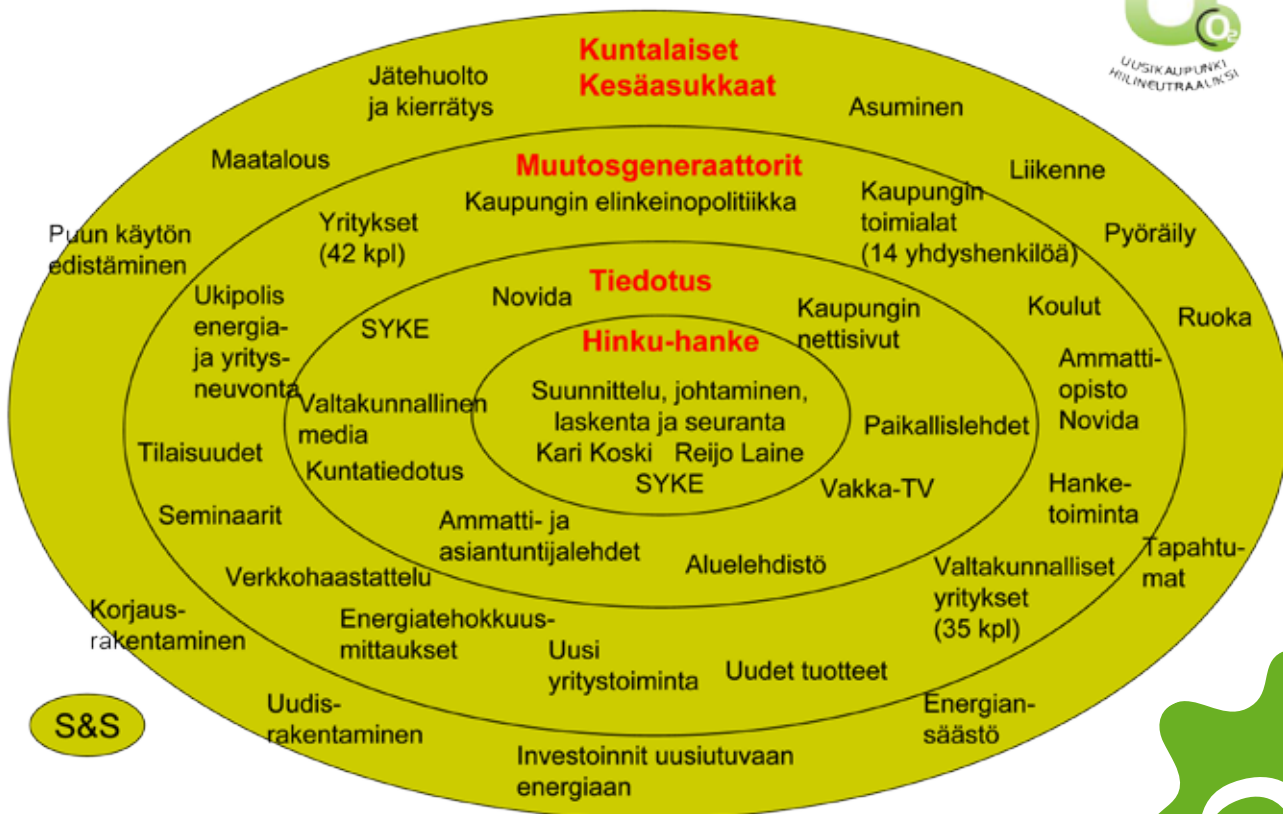 Kuntalaiset
Kesäasukkaat
Jätehuolto
ja kierrätys
Asuminen
O₂
UUSIKAUPUNKI
HIILINEUTRAALIKSI
Maatalous
Liikenne
Muutosgeneraattorit
Kaupungin elinkeinopolitiikka
Yritykset
(42 kpl)
Kaupungin
toimialat
(14 yhdyshenkilöä)
Pyöräily
Puun käytön
edistäminen
Tiedotus
Novida
Ukipolis
energia-
ja yritys-
neuvonta
SYKE
Kaupungin
nettisivut
Koulut
Ruoka
Hinku-hanke
Suunnittelu, johtaminen,
laskenta ja seuranta
Kari Koski Reijo Laine
SYKE
Ammatti-
opisto
Novida
Valtakunnallinen
media
Paikallislehdet
Tilaisuudet
Kuntatiedotus
Vakka-TV
Hanke-
toiminta
Seminaarit
Ammatti- ja
asiantuntijalehdet
Aluelehdistö
Tapahtu-
mat
Verkkohaastattelu
Valtakunnalliset
yritykset
(35 kpl)
Korjaus-
rakentaminen
Energiatehokkuus-
mittaukset
Uusi
yritystoiminta
Uudet tuotteet
S&S
Uudis-
rakentaminen
Energian-
säästö
Investoinnit uusiutuvaan
energiaan